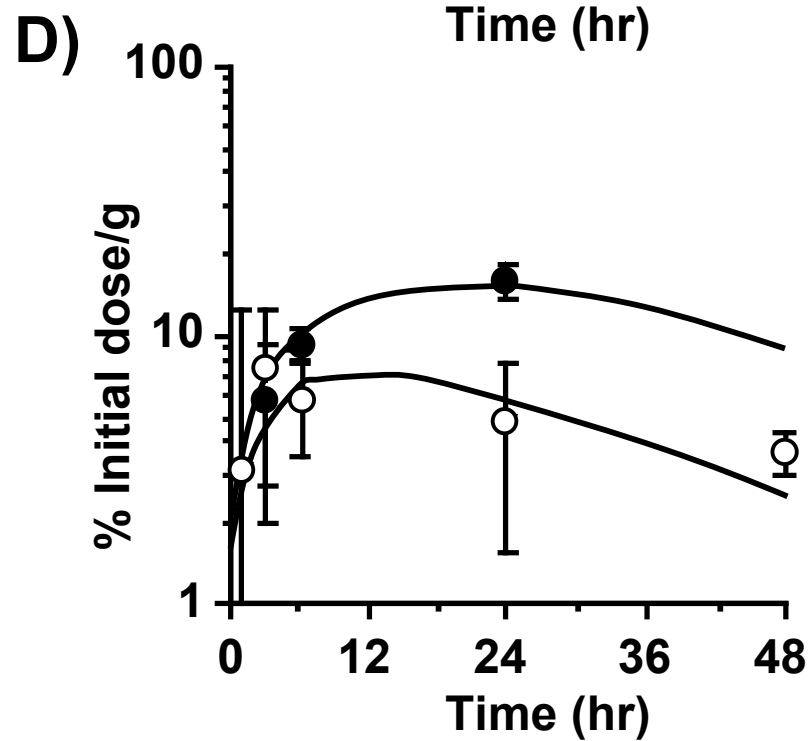 Time (hr)
D)
100
% Initial dose/g
10
1
0 12 24 36 48
Time (hr)